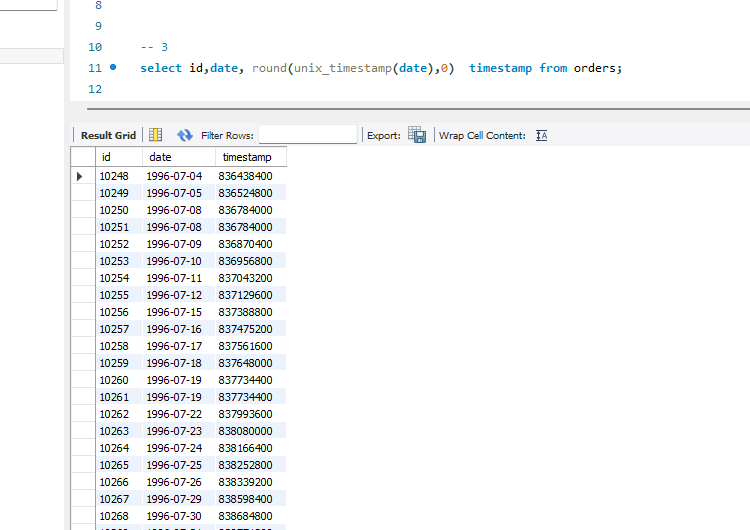 8
9
10 -- 3
11 select id,date, round(unix_timestamp(date),0)  timestamp from orders;
12
Result Grid Filter Rows: Export: Wrap Cell Content: IA
id date timestamp
10248 1996-07-04 836438400
10249 1996-07-05 836524800
10250 1996-07-08 836784000
10251 1996-07-08 836784000
10252 1996-07-09 836870400
10253 1996-07-10 836956800
10254 1996-07-11 837043200
10255 1996-07-12 837129600
10256 1996-07-15 837388800
10257 1996-07-16 837475200
10258 1996-07-17 837561600
10259 1996-07-18 837648000
10260 1996-07-19 837734400
10261 1996-07-19 837734400
10262 1996-07-22 837993600
10263 1996-07-23 838080000
10264 1996-07-24 838166400
10265 1996-07-25 838252800
10266 1996-07-26 838339200
10267 1996-07-29 838598400
10268 1996-07-30 838684800